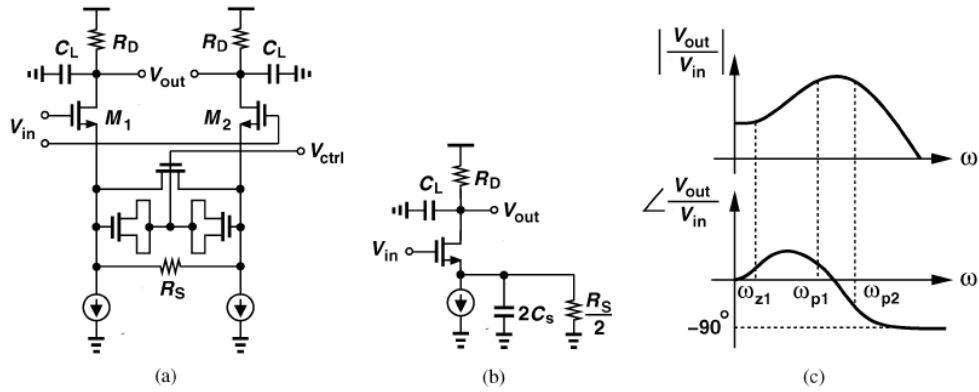 R_D R_D
C_L C_L
V_out
M_1 M_2
V_in
V_ctrl
R_S
(a)
R_D
C_L
V_out
V_in
2C_s
R_S
2
(b)
|V_out / V_in|
ω
∠ V_out / V_in
ω_z1 ω_p1 ω_p2 ω
−90°
(c)